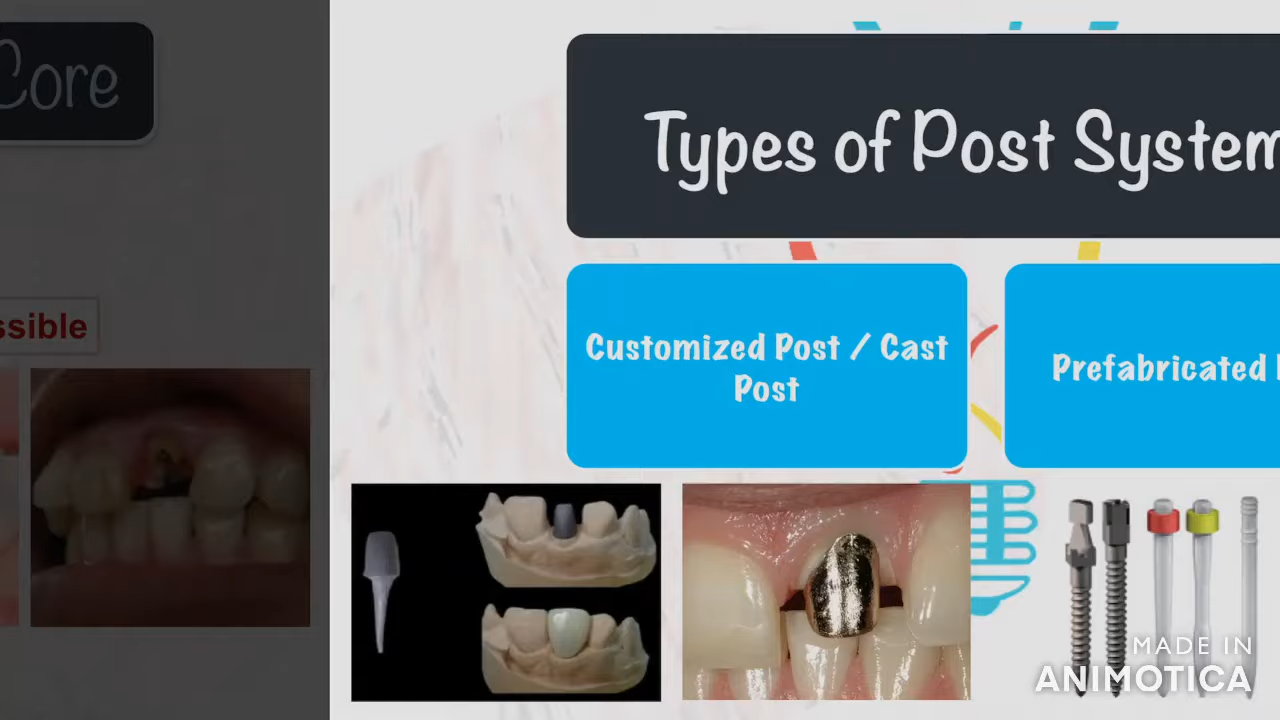 Core
ssible
Types of Post System
Customized Post / Cast
Post
Prefabricated
MADE IN
ANIMOTICA